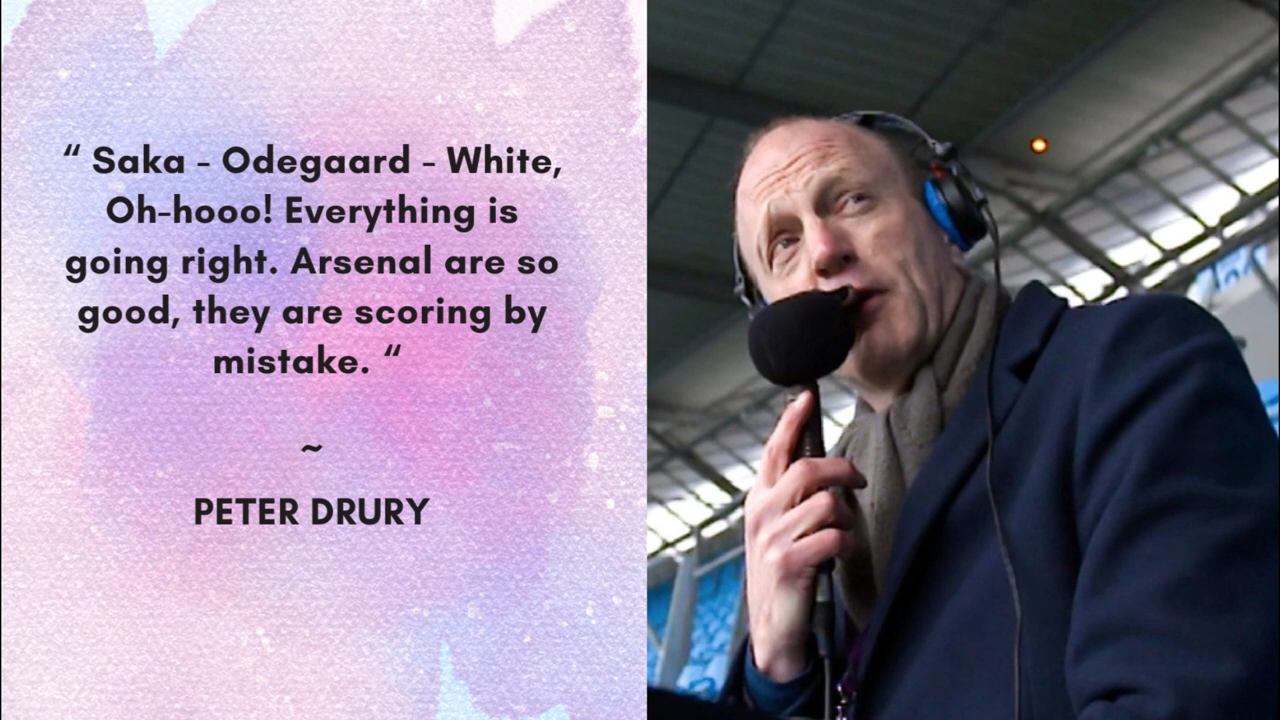 “ Saka - Odegaard - White,
Oh-hooo! Everything is
going right. Arsenal are so
good, they are scoring by
mistake. “
~
PETER DRURY